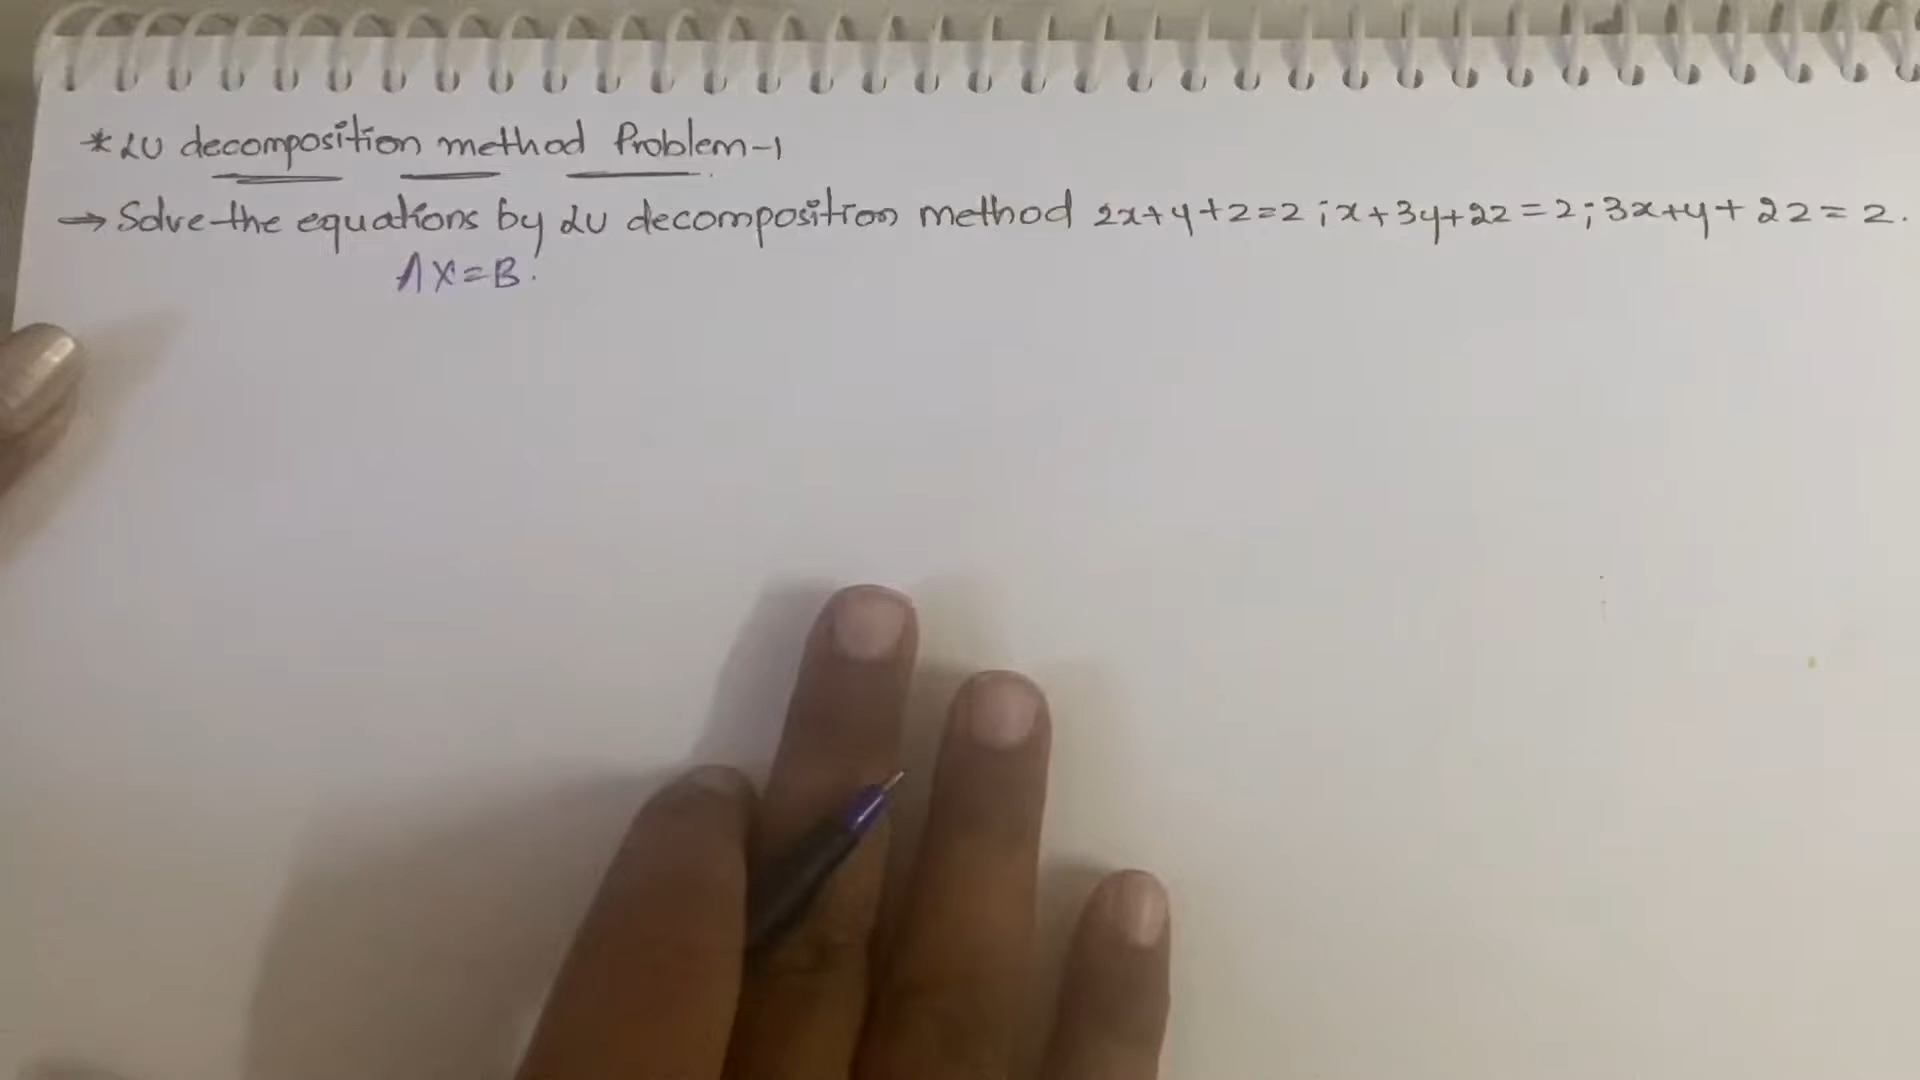 * LU decomposition method Problem-1
→ Solve the equations by LU decomposition method 2x+y+z=2; x+3y+2z=2; 3x+y+2z=2.
AX=B.